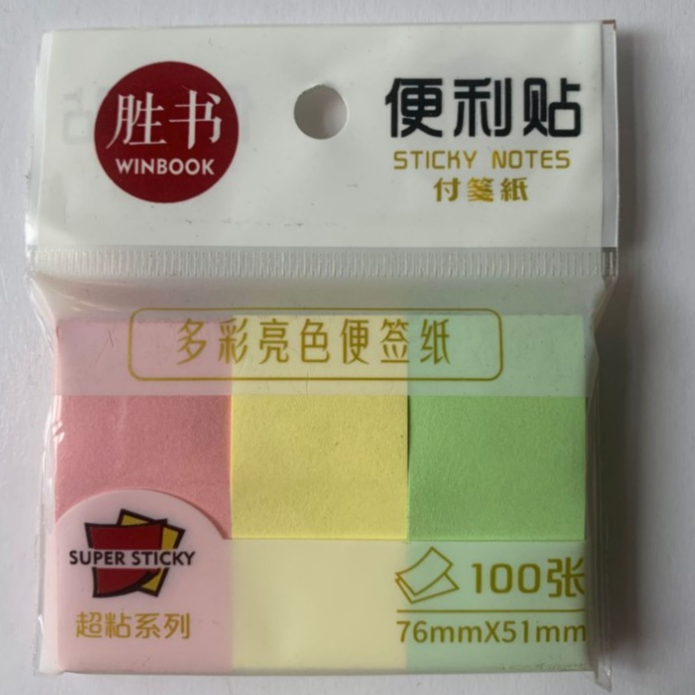 胜书
WINBOOK
便利贴
STICKY NOTES
付箋紙
多彩亮色便签纸
SUPER STICKY
超粘系列
100张
76mmX51mm